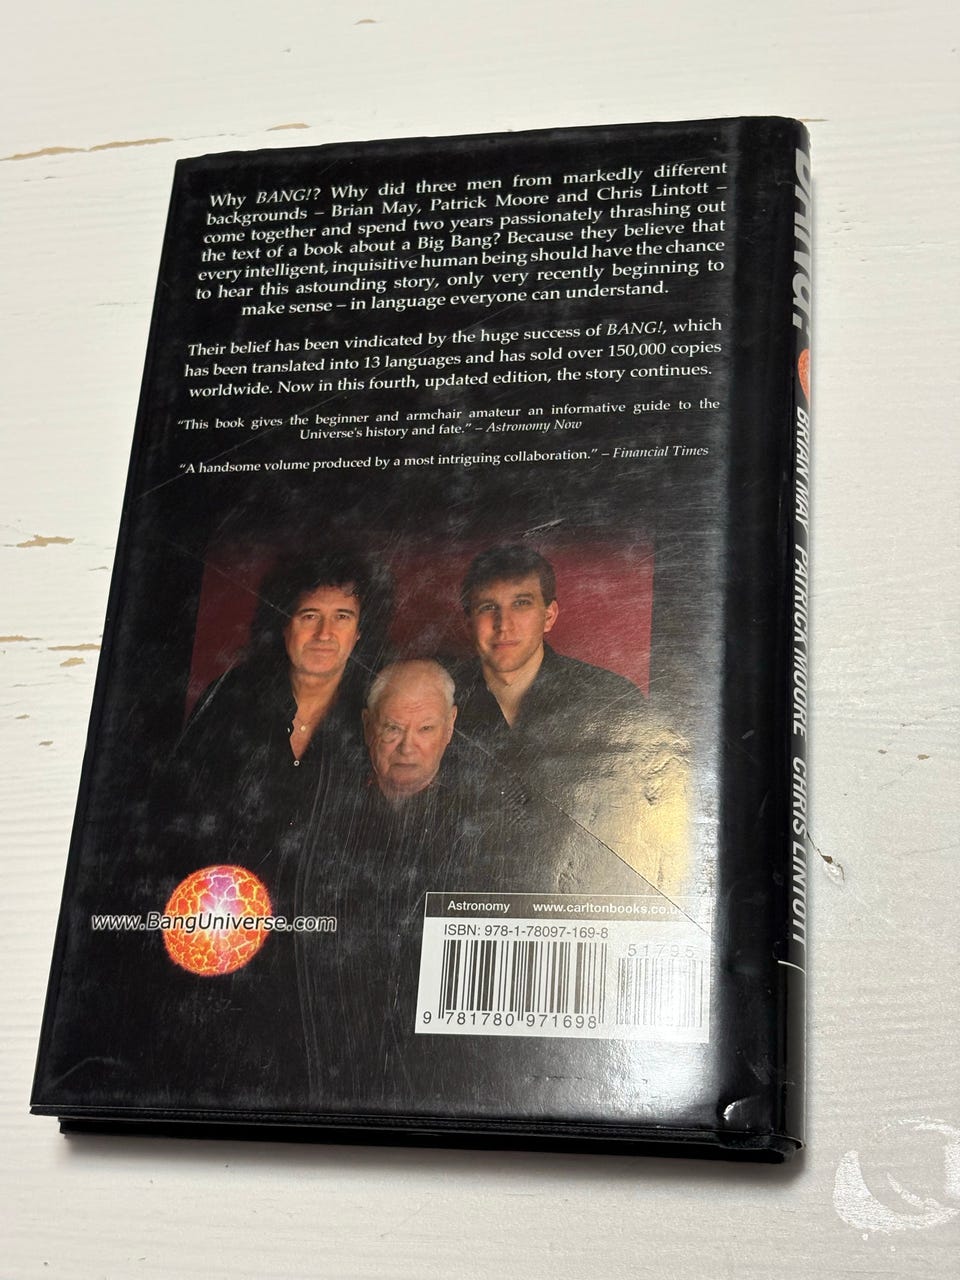 Why BANG!? Why did three men from markedly different
backgrounds – Brian May, Patrick Moore and Chris Lintott –
come together and spend two years passionately thrashing out
the text of a book about a Big Bang? Because they believe that
every intelligent, inquisitive human being should have the chance
to hear this astounding story, only very recently beginning to
make sense – in language everyone can understand.
Their belief has been vindicated by the huge success of BANG!, which
has been translated into 13 languages and has sold over 150,000 copies
worldwide. Now in this fourth, updated edition, the story continues.
“This book gives the beginner and armchair amateur an informative guide to the
Universe's history and fate.” – Astronomy Now
“A handsome volume produced by a most intriguing collaboration.” – Financial Times
www.BangUniverse.com
Astronomy www.carltonbooks.co.
ISBN: 978-1-78097-169-8
51795
9 781780 971698
BANG!
BRIAN MAY PATRICK MOORE CHRIS LINTOTT